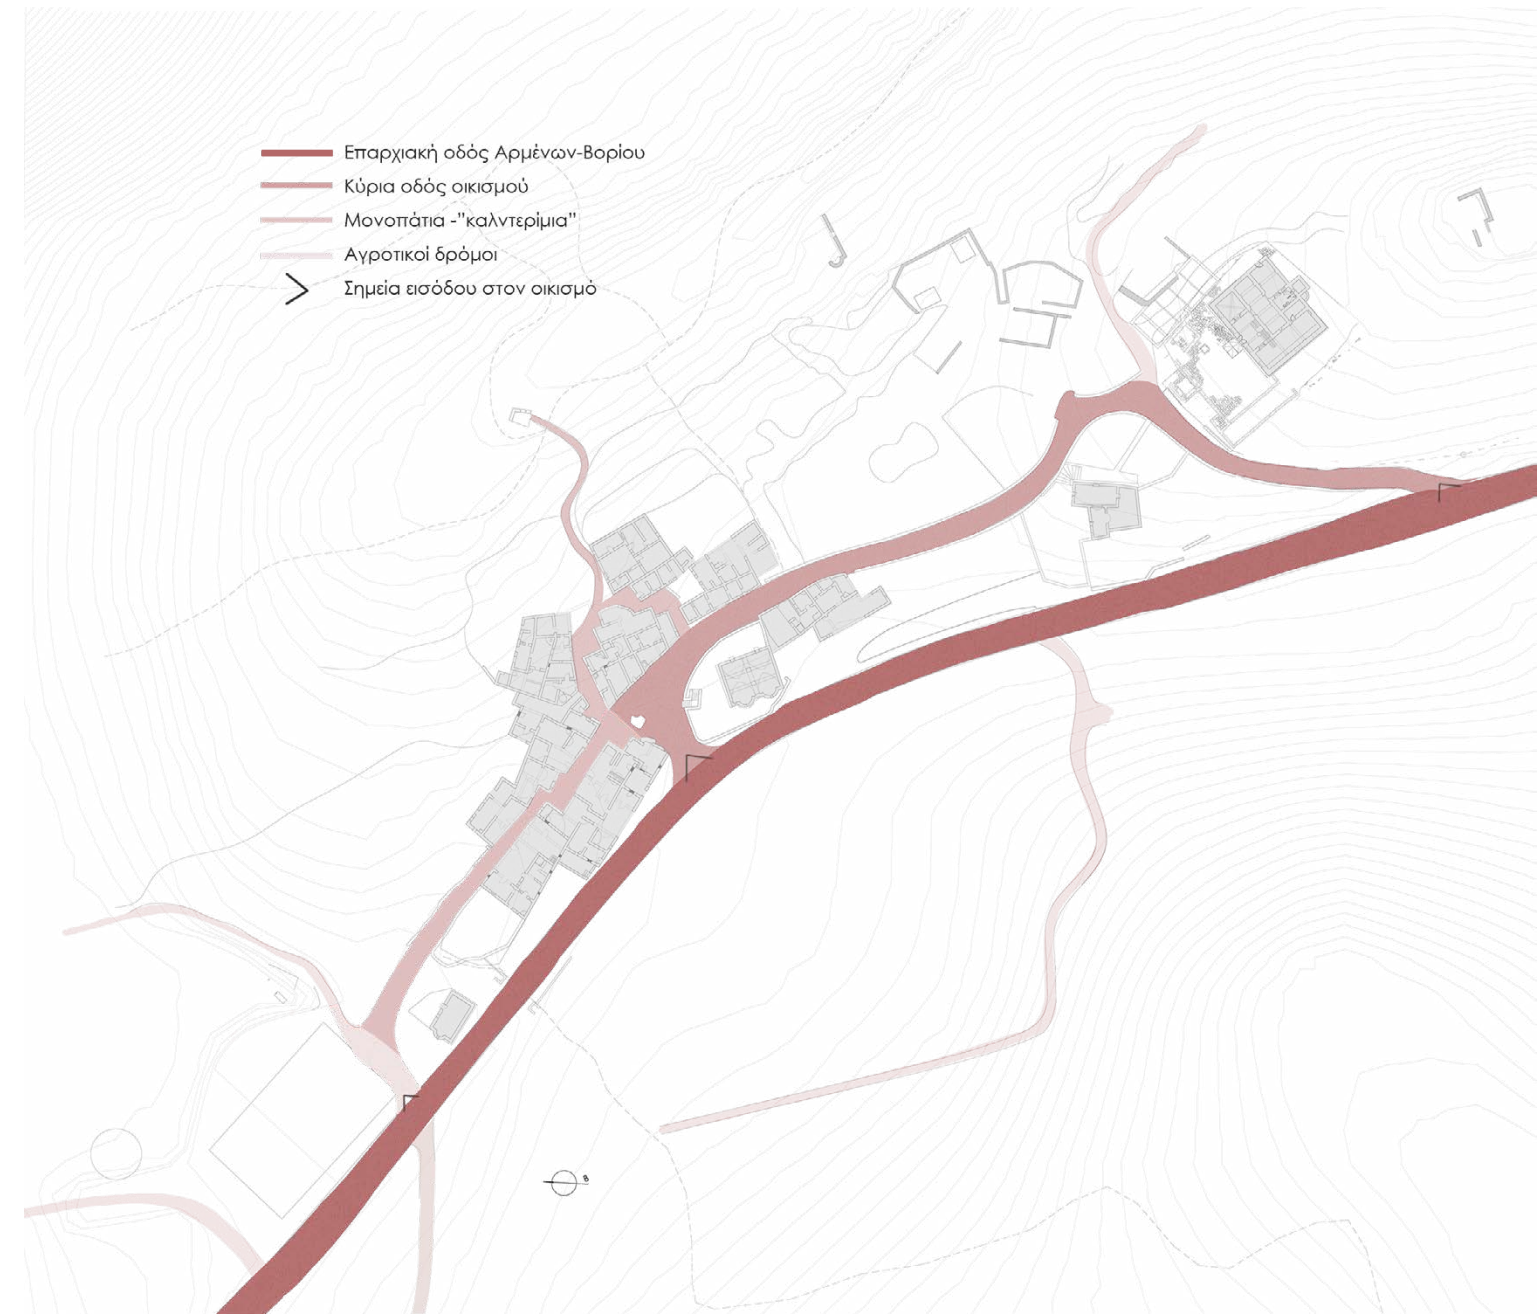 Επαρχιακή οδός Αρμένων-Βορίου
Κύρια οδός οικισμού
Μονοπάτια -”καλντερίμια”
Αγροτικοί δρόμοι
Σημεία εισόδου στον οικισμό